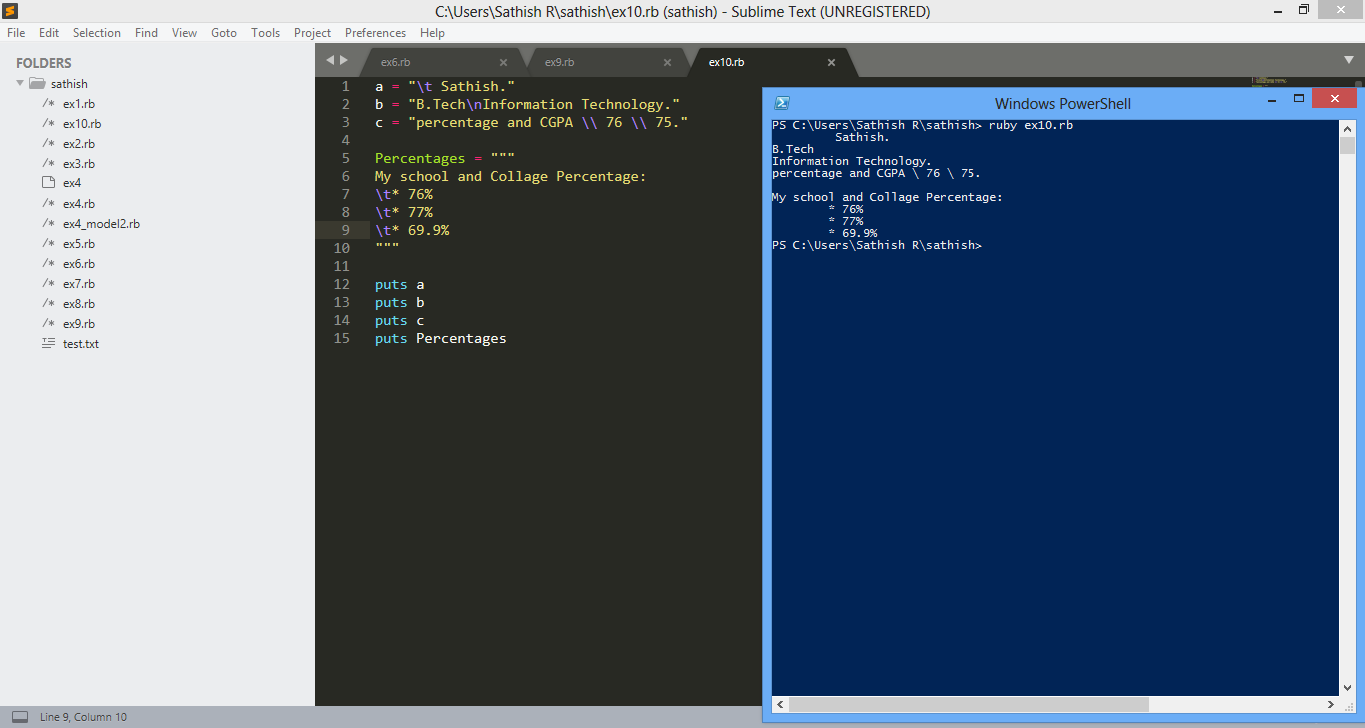 C:\Users\Sathish R\sathish\ex10.rb (sathish) - Sublime Text (UNREGISTERED)
File Edit Selection Find View Goto Tools Project Preferences Help
FOLDERS
sathish
/* ex1.rb
/* ex10.rb
/* ex2.rb
/* ex3.rb
ex4
/* ex4.rb
/* ex4_model2.rb
/* ex5.rb
/* ex6.rb
/* ex7.rb
/* ex8.rb
/* ex9.rb
test.txt
ex6.rb ex9.rb ex10.rb
1 a = "\t Sathish."
2 b = "B.Tech\nInformation Technology."
3 c = "percentage and CGPA \\ 76 \\ 75."
4
5 Percentages = """
6 My school and Collage Percentage:
7 \t* 76%
8 \t* 77%
9 \t* 69.9%
10 """
11
12 puts a
13 puts b
14 puts c
15 puts Percentages
Windows PowerShell
PS C:\Users\Sathish R\sathish> ruby ex10.rb
Sathish.
B.Tech
Information Technology.
percentage and CGPA \ 76 \ 75.
My school and Collage Percentage:
* 76%
* 77%
* 69.9%
PS C:\Users\Sathish R\sathish>
Line 9, Column 10